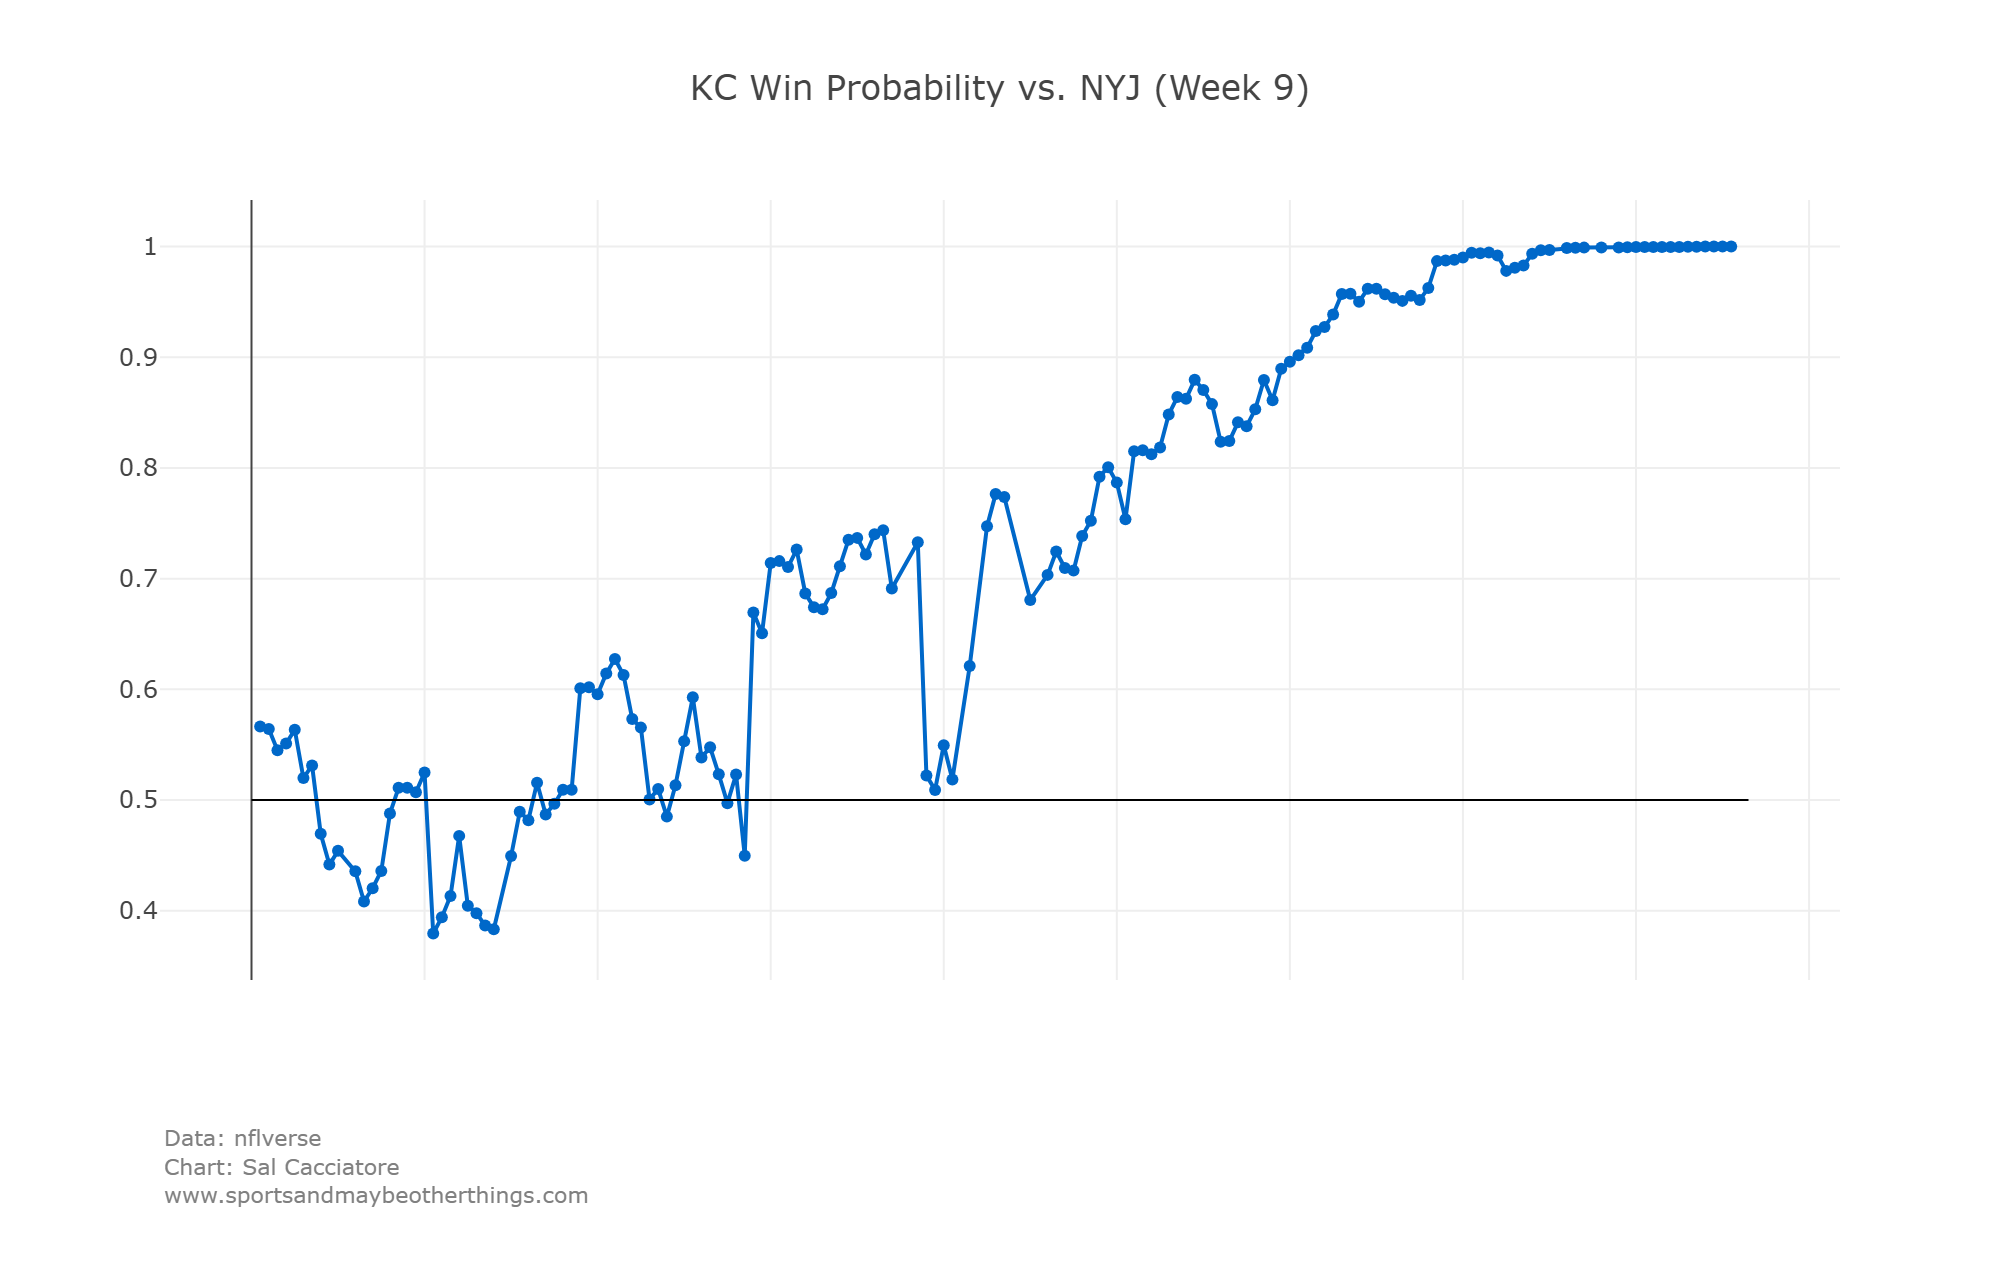 KC Win Probability vs. NYJ (Week 9)
1
0.9
0.8
0.7
0.6
0.5
0.4
Data: nflverse
Chart: Sal Cacciatore
www.sportsandmaybeotherthings.com